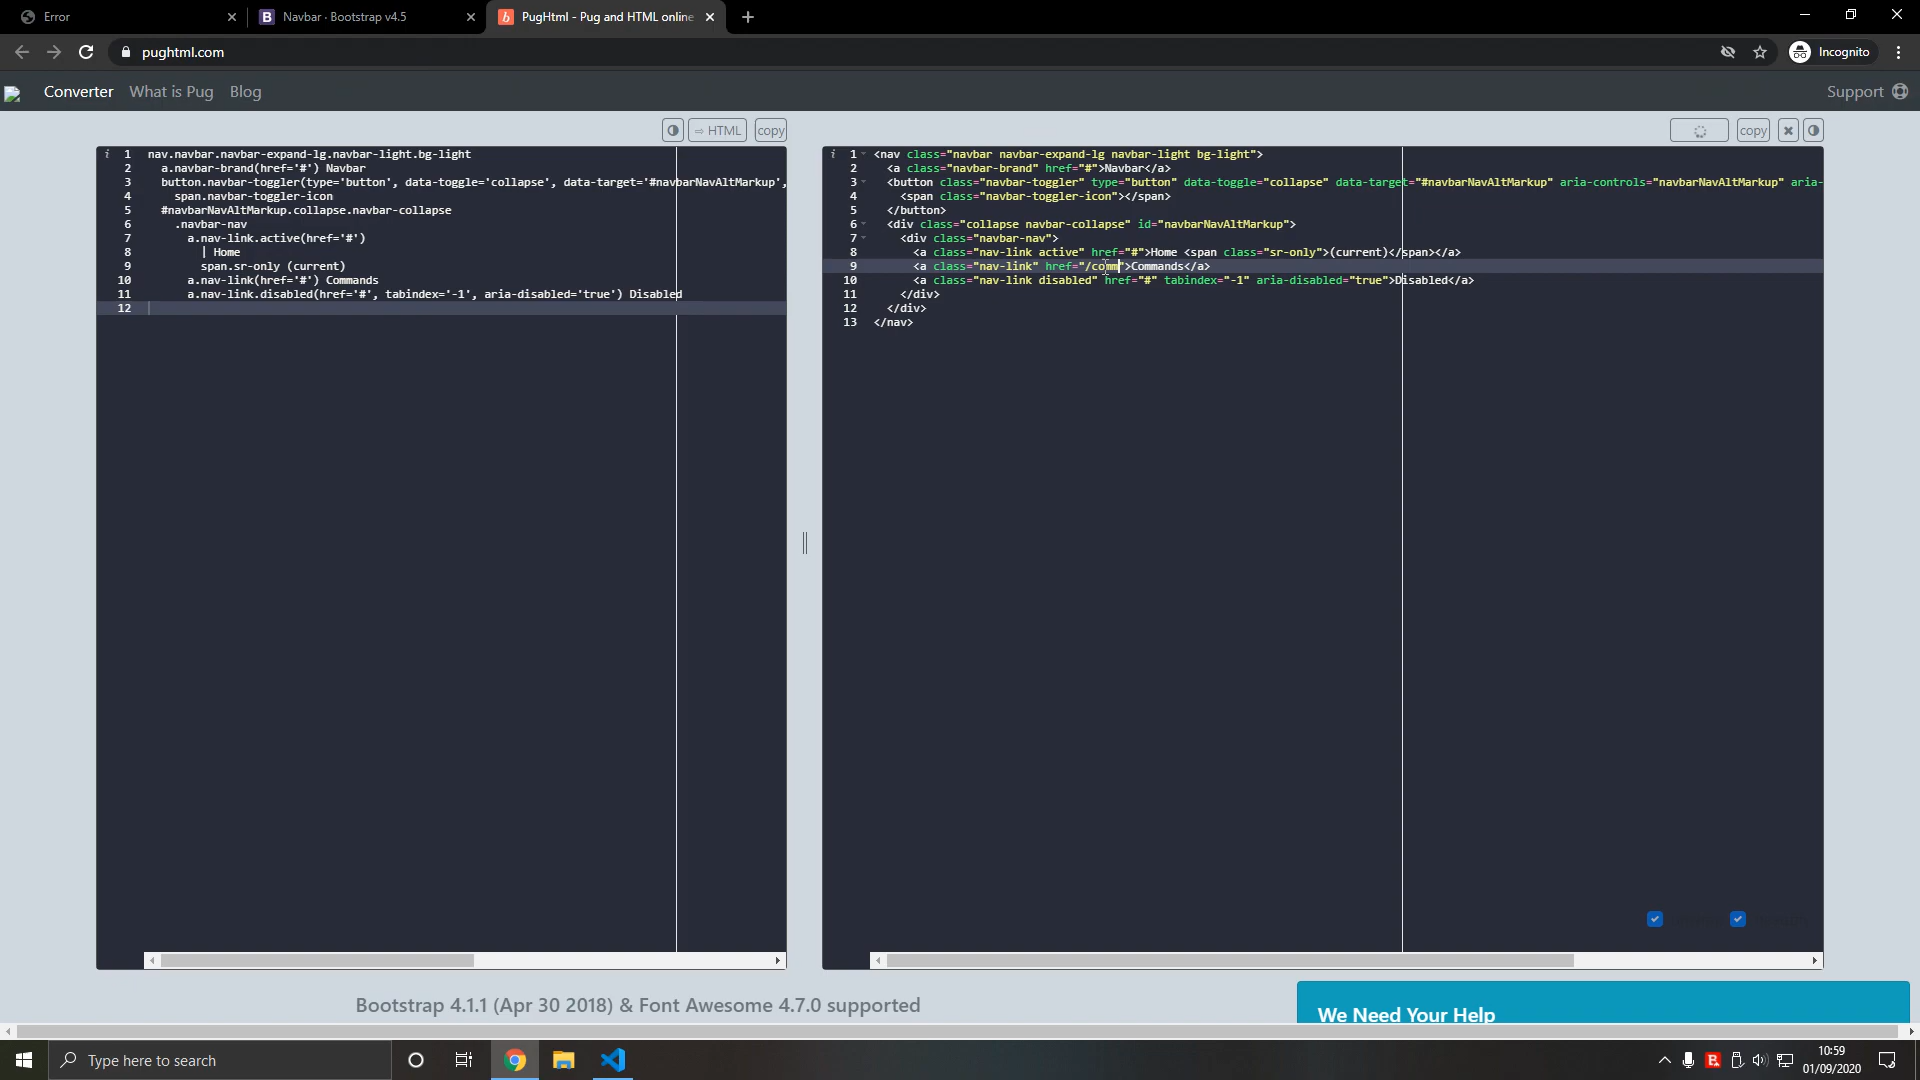 Error
B Navbar · Bootstrap v4.5
PugHtml - Pug and HTML online
pughtml.com
Incognito
Converter What is Pug Blog
Support
⇨ HTML
copy
copy
1 nav.navbar.navbar-expand-lg.navbar-light.bg-light
2 a.navbar-brand(href='#') Navbar
3 button.navbar-toggler(type='button', data-toggle='collapse', data-target='#navbarNavAltMarkup',
4 span.navbar-toggler-icon
5 #navbarNavAltMarkup.collapse.navbar-collapse
6 .navbar-nav
7 a.nav-link.active(href='#')
8 | Home
9 span.sr-only (current)
10 a.nav-link(href='#') Commands
11 a.nav-link.disabled(href='#', tabindex='-1', aria-disabled='true') Disabled
12
1 <nav class="navbar navbar-expand-lg navbar-light bg-light">
2 <a class="navbar-brand" href="#">Navbar</a>
3 <button class="navbar-toggler" type="button" data-toggle="collapse" data-target="#navbarNavAltMarkup" aria-controls="navbarNavAltMarkup" aria-
4 <span class="navbar-toggler-icon"></span>
5 </button>
6 <div class="collapse navbar-collapse" id="navbarNavAltMarkup">
7 <div class="navbar-nav">
8 <a class="nav-link active" href="#">Home <span class="sr-only">(current)</span></a>
9 <a class="nav-link" href="/comm">Commands</a>
10 <a class="nav-link disabled" href="#" tabindex="-1" aria-disabled="true">Disabled</a>
11 </div>
12 </div>
13 </nav>
Bootstrap 4.1.1 (Apr 30 2018) & Font Awesome 4.7.0 supported
We Need Your Help
Type here to search
10:59
01/09/2020